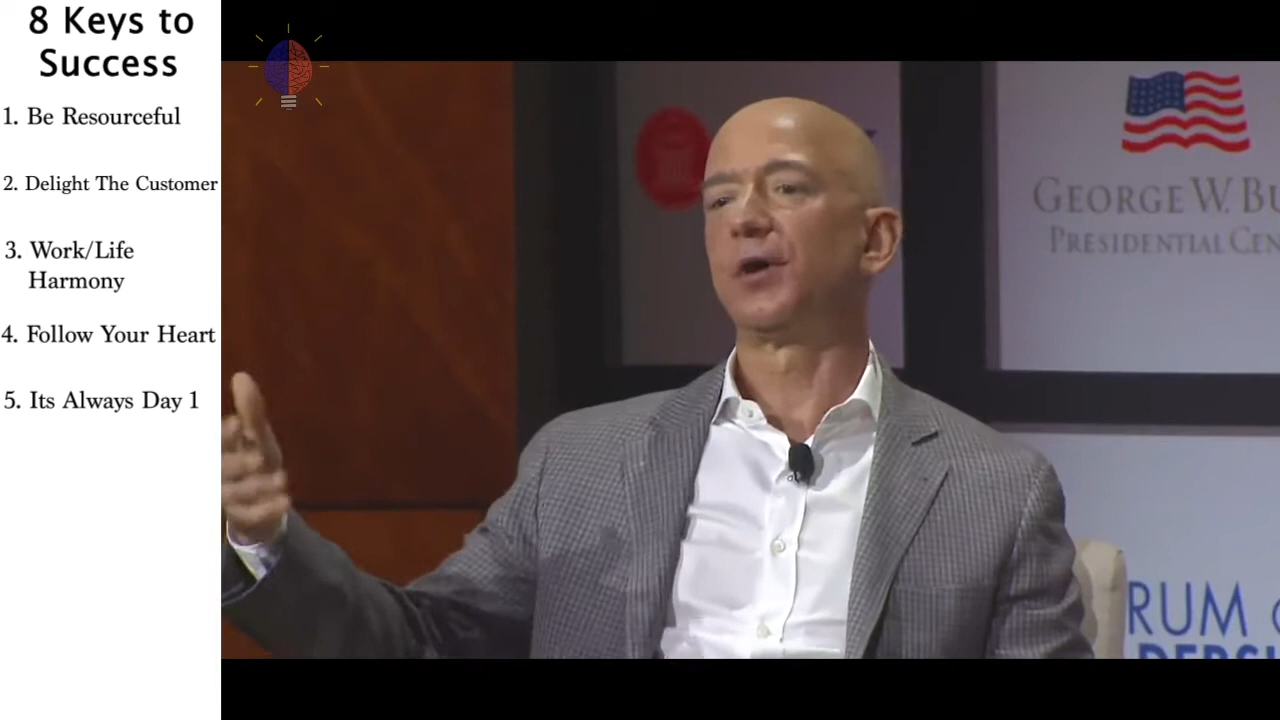 8 Keys to
Success
1. Be Resourceful
2. Delight The Customer
3. Work/Life
Harmony
4. Follow Your Heart
5. Its Always Day 1
GEORGE W. BU
PRESIDENTIAL CEN
RUM
DERSH